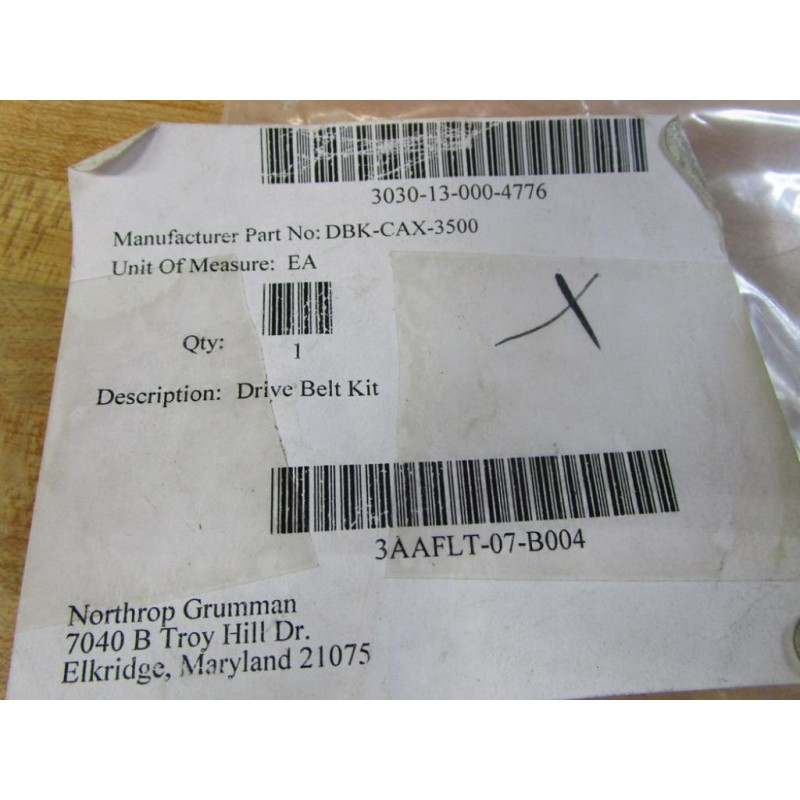 3030-13-000-4776
Manufacturer Part No: DBK-CAX-3500
Unit Of Measure: EA
Qty:
1
Description: Drive Belt Kit
3AAFLT-07-B004
Northrop Grumman
7040 B Troy Hill Dr.
Elkridge, Maryland 21075